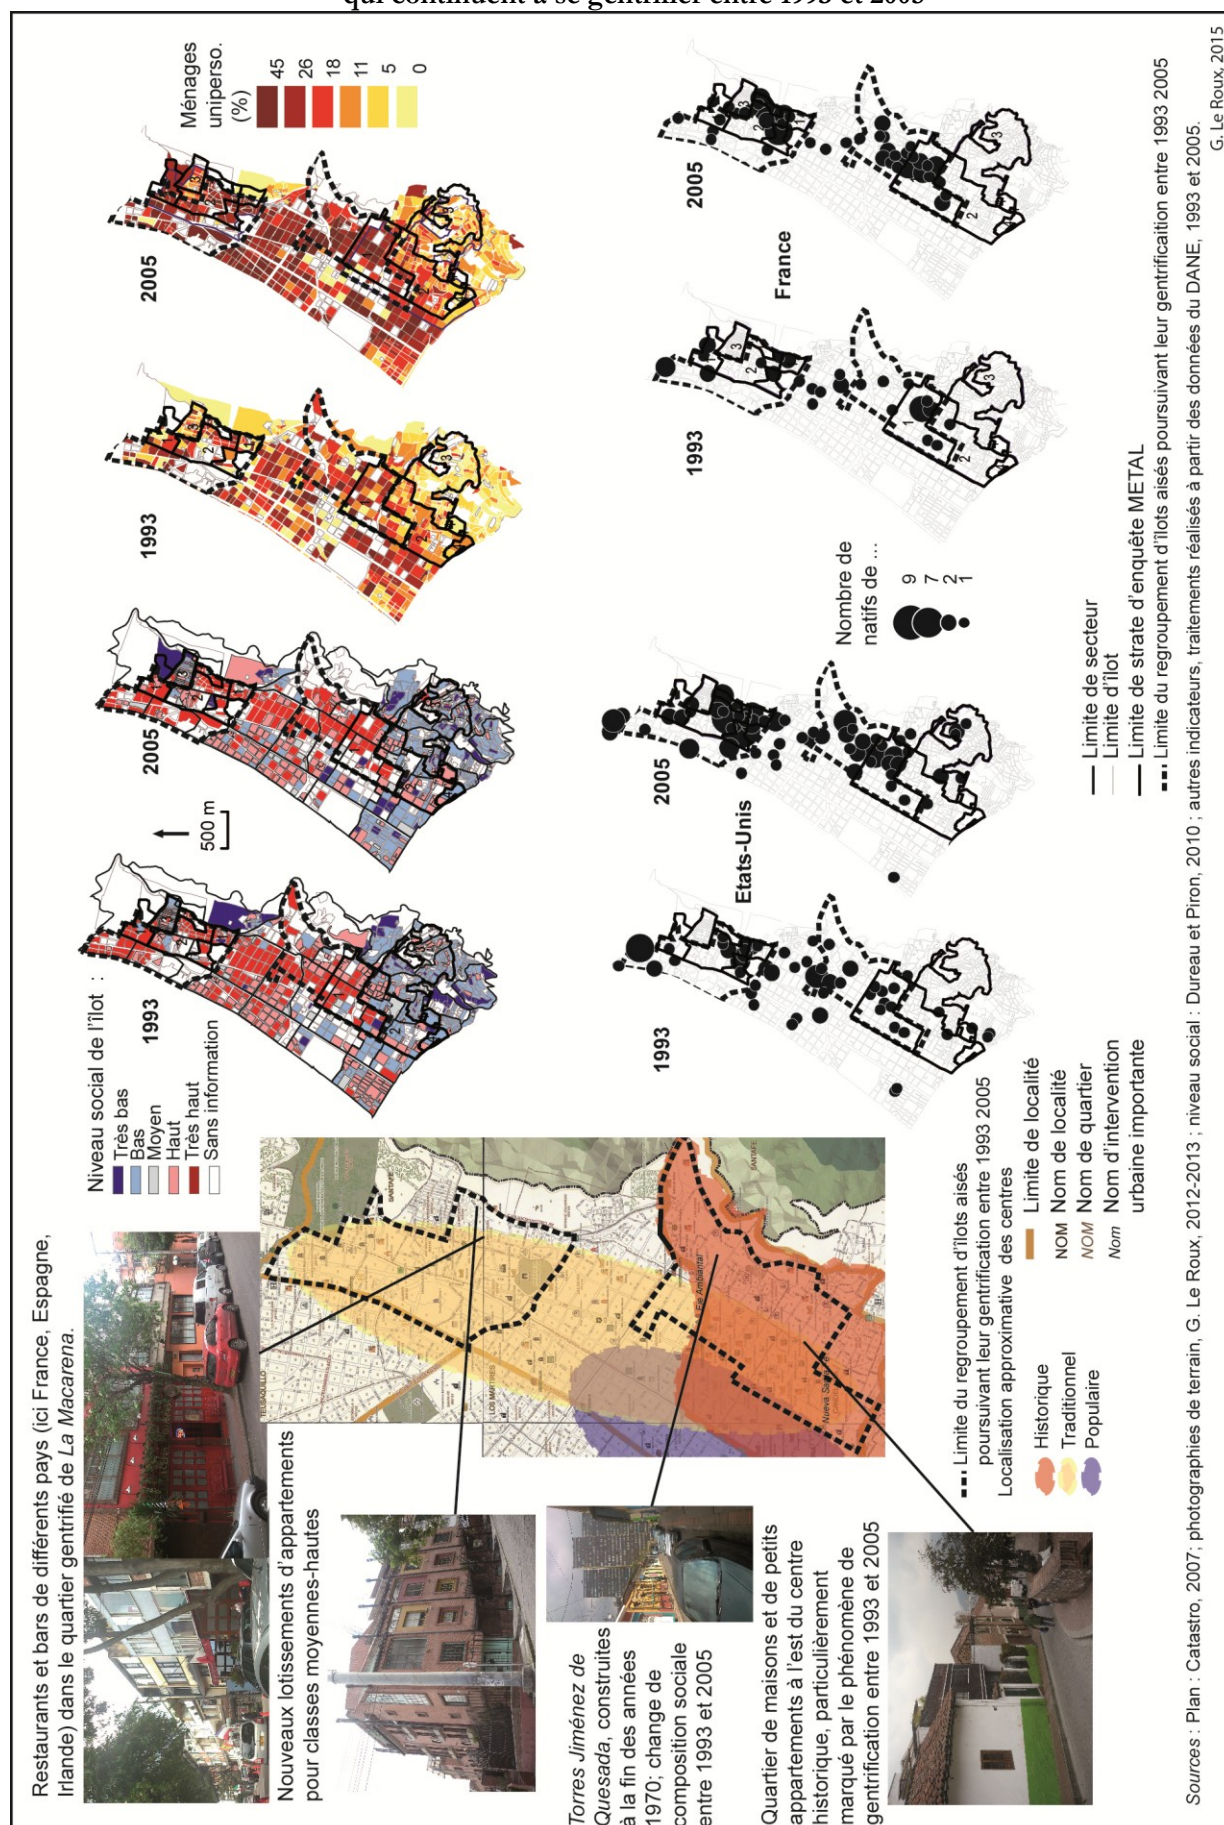 qui continuent à se gentrifier entre 1993 et 2005
Restaurants et bars de différents pays (ici France, Espagne,
Irlande) dans le quartier gentrifié de La Macarena.
Nouveaux lotissements d'appartements
pour classes moyennes-hautes
Torres Jiménez de
Quesada, construites
à la fin des années
1970; change de
composition sociale
entre 1993 et 2005
Quartier de maisons et de petits
appartements à l'est du centre
historique, particulièrement
marqué par le phénomène de
gentrification entre 1993 et 2005
LOS MARTIRES
SANTAFE
Eje Ambiental
Limite du regroupement d'îlots aisés
poursuivant leur gentrification entre 1993 2005
Localisation approximative des centres
Historique
Traditionnel
Populaire
Limite de localité
NOM Nom de localité
NOM Nom de quartier
Nom Nom d'intervention
urbaine importante
Niveau social de l'îlot :
Très bas
Bas
Moyen
Haut
Très haut
Sans information
1993
2005
500 m
1993
2005
Ménages
uniperso.
(%)
45
26
18
11
5
0
1993
Etats-Unis
2005
Nombre de
natifs de ...
9
7
2
1
1993
France
2005
Limite de secteur
Limite d'îlot
Limite de strate d'enquête METAL
Limite du regroupement d'îlots aisés poursuivant leur gentrification entre 1993 2005
Sources : Plan : Catastro, 2007; photographies de terrain, G. Le Roux, 2012-2013 ; niveau social : Dureau et Piron, 2010 ; autres indicateurs, traitements réalisés à partir des données du DANE, 1993 et 2005.
G. Le Roux, 2015